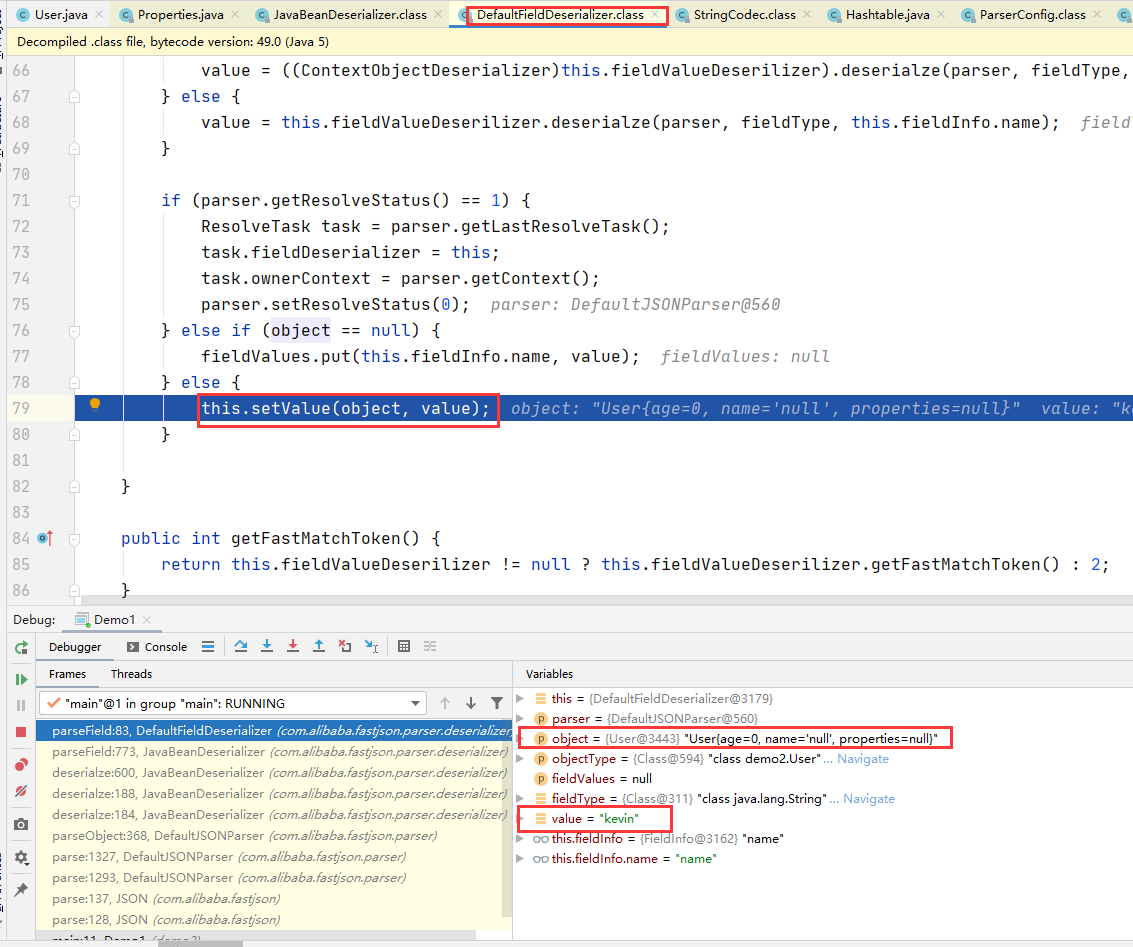 User.java Properties.java JavaBeanDeserializer.class DefaultFieldDeserializer.class StringCodec.class Hashtable.java ParserConfig.class
Decompiled .class file, bytecode version: 49.0 (Java 5)
66 value = ((ContextObjectDeserializer)this.fieldValueDeserilizer).deserialze(parser, fieldType,
67 } else {
68 value = this.fieldValueDeserilizer.deserialze(parser, fieldType, this.fieldInfo.name); field
69 }
70
71 if (parser.getResolveStatus() == 1) {
72 ResolveTask task = parser.getLastResolveTask();
73 task.fieldDeserializer = this;
74 task.ownerContext = parser.getContext();
75 parser.setResolveStatus(0); parser: DefaultJSONParser@560
76 } else if (object == null) {
77 fieldValues.put(this.fieldInfo.name, value); fieldValues: null
78 } else {
79 this.setValue(object, value); object: "User{age=0, name='null', properties=null}" value: "k
80 }
81
82 }
83
84 public int getFastMatchToken() {
85 return this.fieldValueDeserilizer != null ? this.fieldValueDeserilizer.getFastMatchToken() : 2;
86 }
Debug: Demo1
Debugger Console
Frames Threads
"main"@1 in group "main": RUNNING
parseField:83, DefaultFieldDeserializer (com.alibaba.fastjson.parser.deserializer
parseField:773, JavaBeanDeserializer (com.alibaba.fastjson.parser.deserializer)
deserialze:600, JavaBeanDeserializer (com.alibaba.fastjson.parser.deserializer)
deserialze:188, JavaBeanDeserializer (com.alibaba.fastjson.parser.deserializer)
deserialze:184, JavaBeanDeserializer (com.alibaba.fastjson.parser.deserializer)
parseObject:368, DefaultJSONParser (com.alibaba.fastjson.parser)
parse:1327, DefaultJSONParser (com.alibaba.fastjson.parser)
parse:1293, DefaultJSONParser (com.alibaba.fastjson.parser)
parse:137, JSON (com.alibaba.fastjson)
parse:128, JSON (com.alibaba.fastjson)
main:11, Demo1 (demo2)
Variables
this = {DefaultFieldDeserializer@3179}
parser = {DefaultJSONParser@560}
object = {User@3443} "User{age=0, name='null', properties=null}"
objectType = {Class@594} "class demo2.User" ... Navigate
fieldValues = null
fieldType = {Class@311} "class java.lang.String" ... Navigate
value = "kevin"
this.fieldInfo = {FieldInfo@3162} "name"
this.fieldInfo.name = "name"